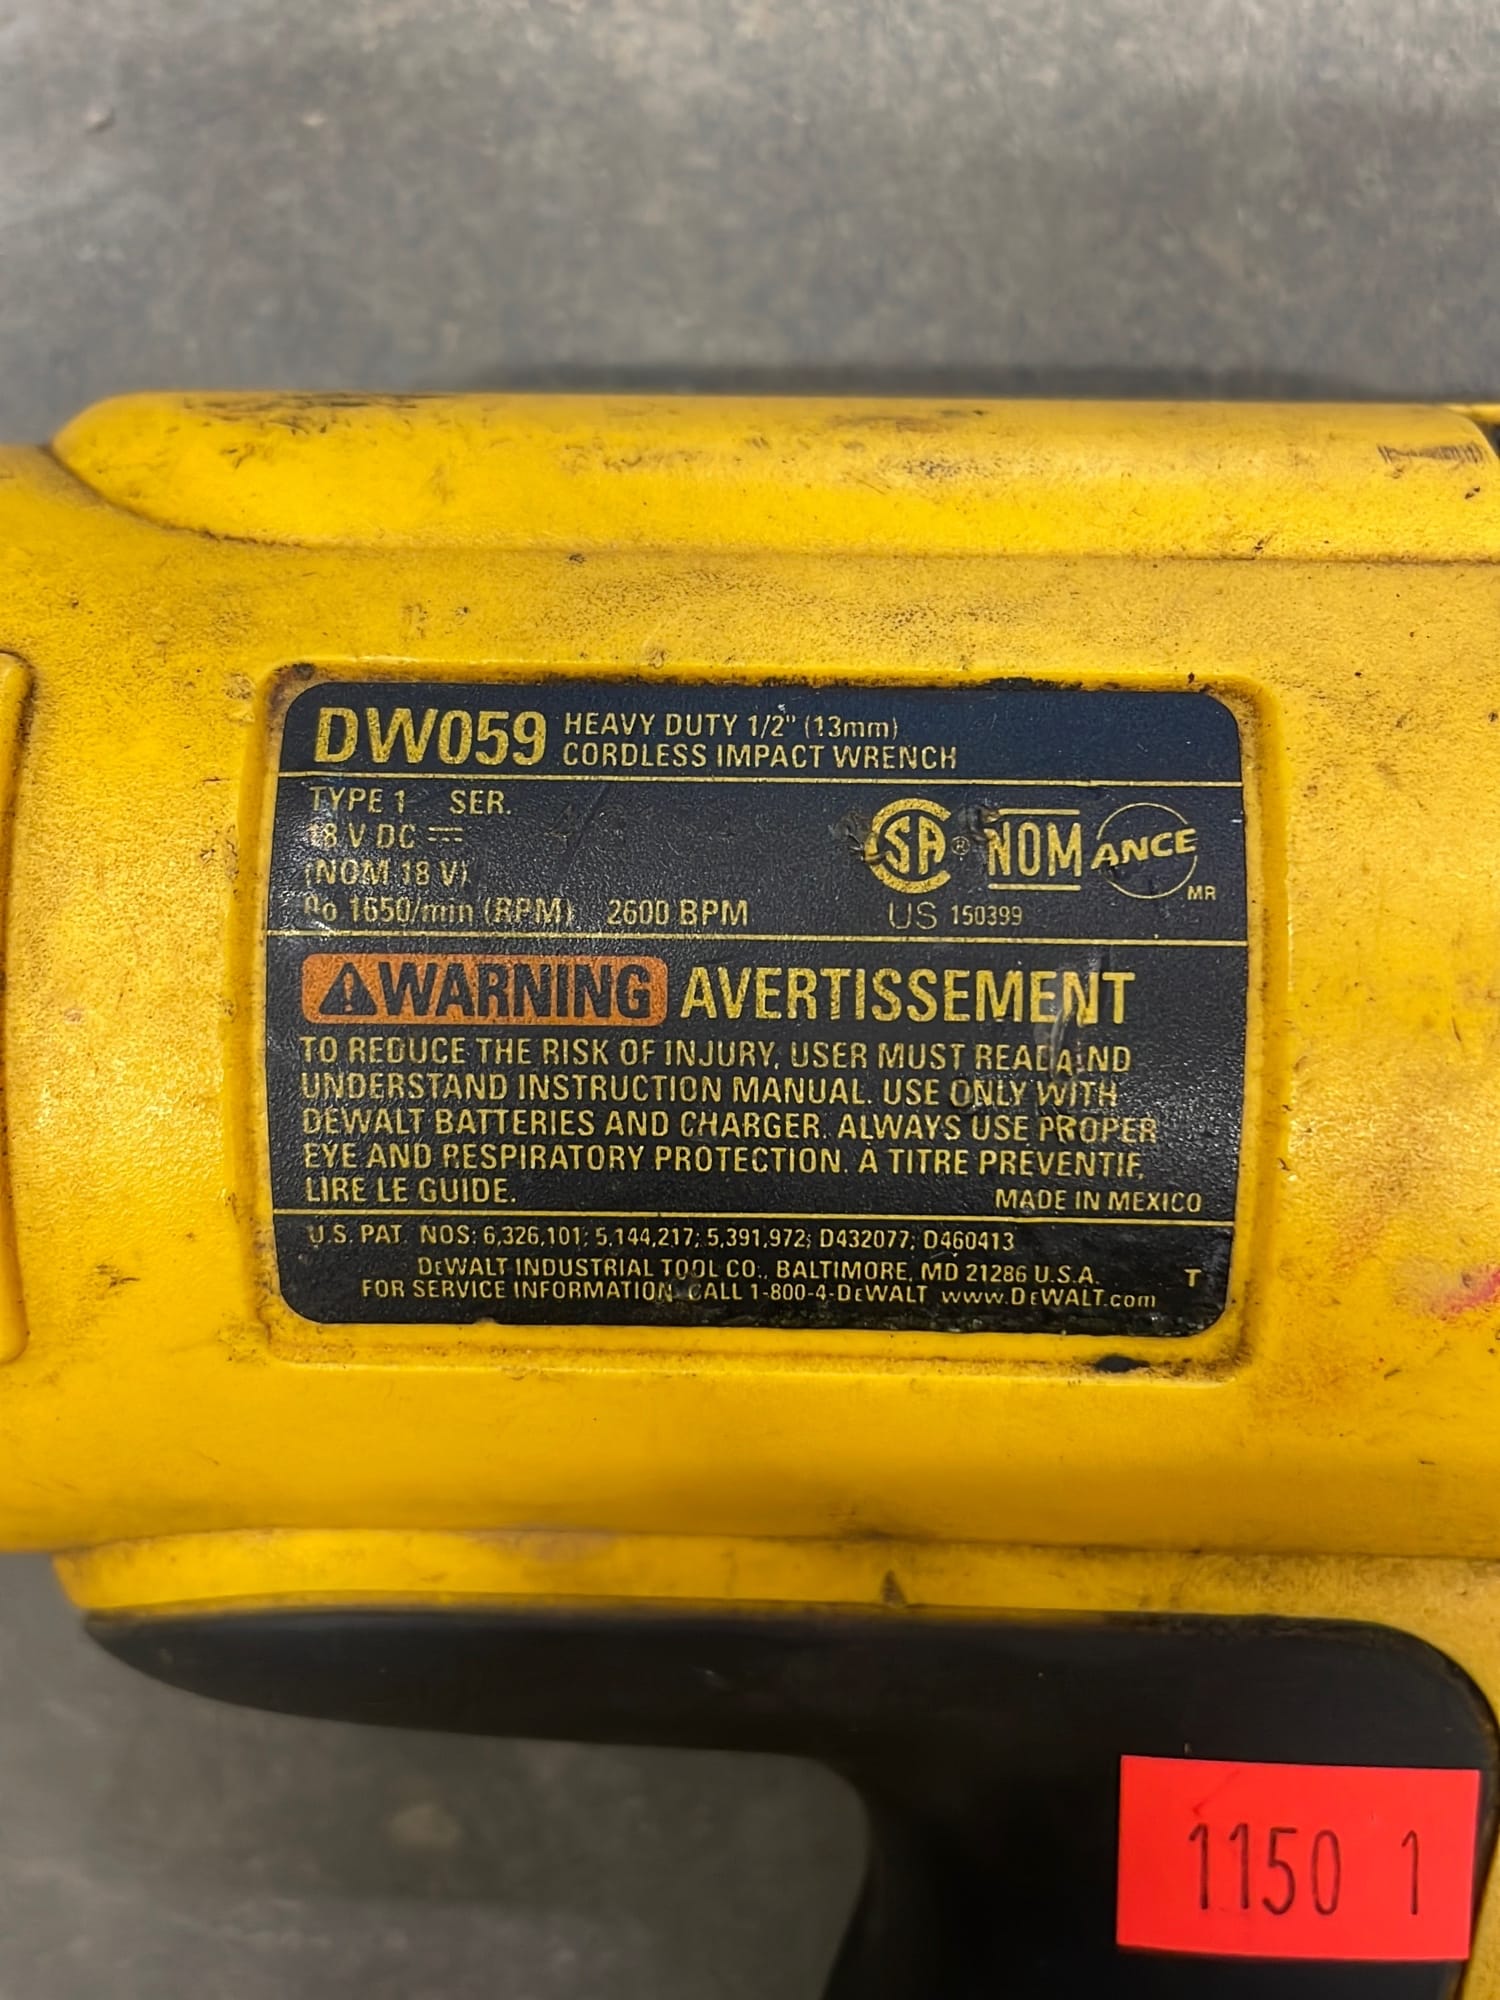 DW059 HEAVY DUTY 1/2" (13mm)
CORDLESS IMPACT WRENCH
TYPE 1 SER.
18 V DC
(NOM 18 V)
no 1650/min (RPM) 2600 BPM
CSA ® NOM ANCE
MR
US 150399
WARNING AVERTISSEMENT
TO REDUCE THE RISK OF INJURY, USER MUST READ AND
UNDERSTAND INSTRUCTION MANUAL. USE ONLY WITH
DEWALT BATTERIES AND CHARGER. ALWAYS USE PROPER
EYE AND RESPIRATORY PROTECTION. A TITRE PREVENTIF,
LIRE LE GUIDE.
MADE IN MEXICO
U.S. PAT. NOS: 6,326,101; 5,144,217; 5,391,972; D432077; D460413
DEWALT INDUSTRIAL TOOL CO., BALTIMORE, MD 21286 U.S.A. T
FOR SERVICE INFORMATION CALL 1-800-4-DEWALT www.DEWALT.com
1150 1